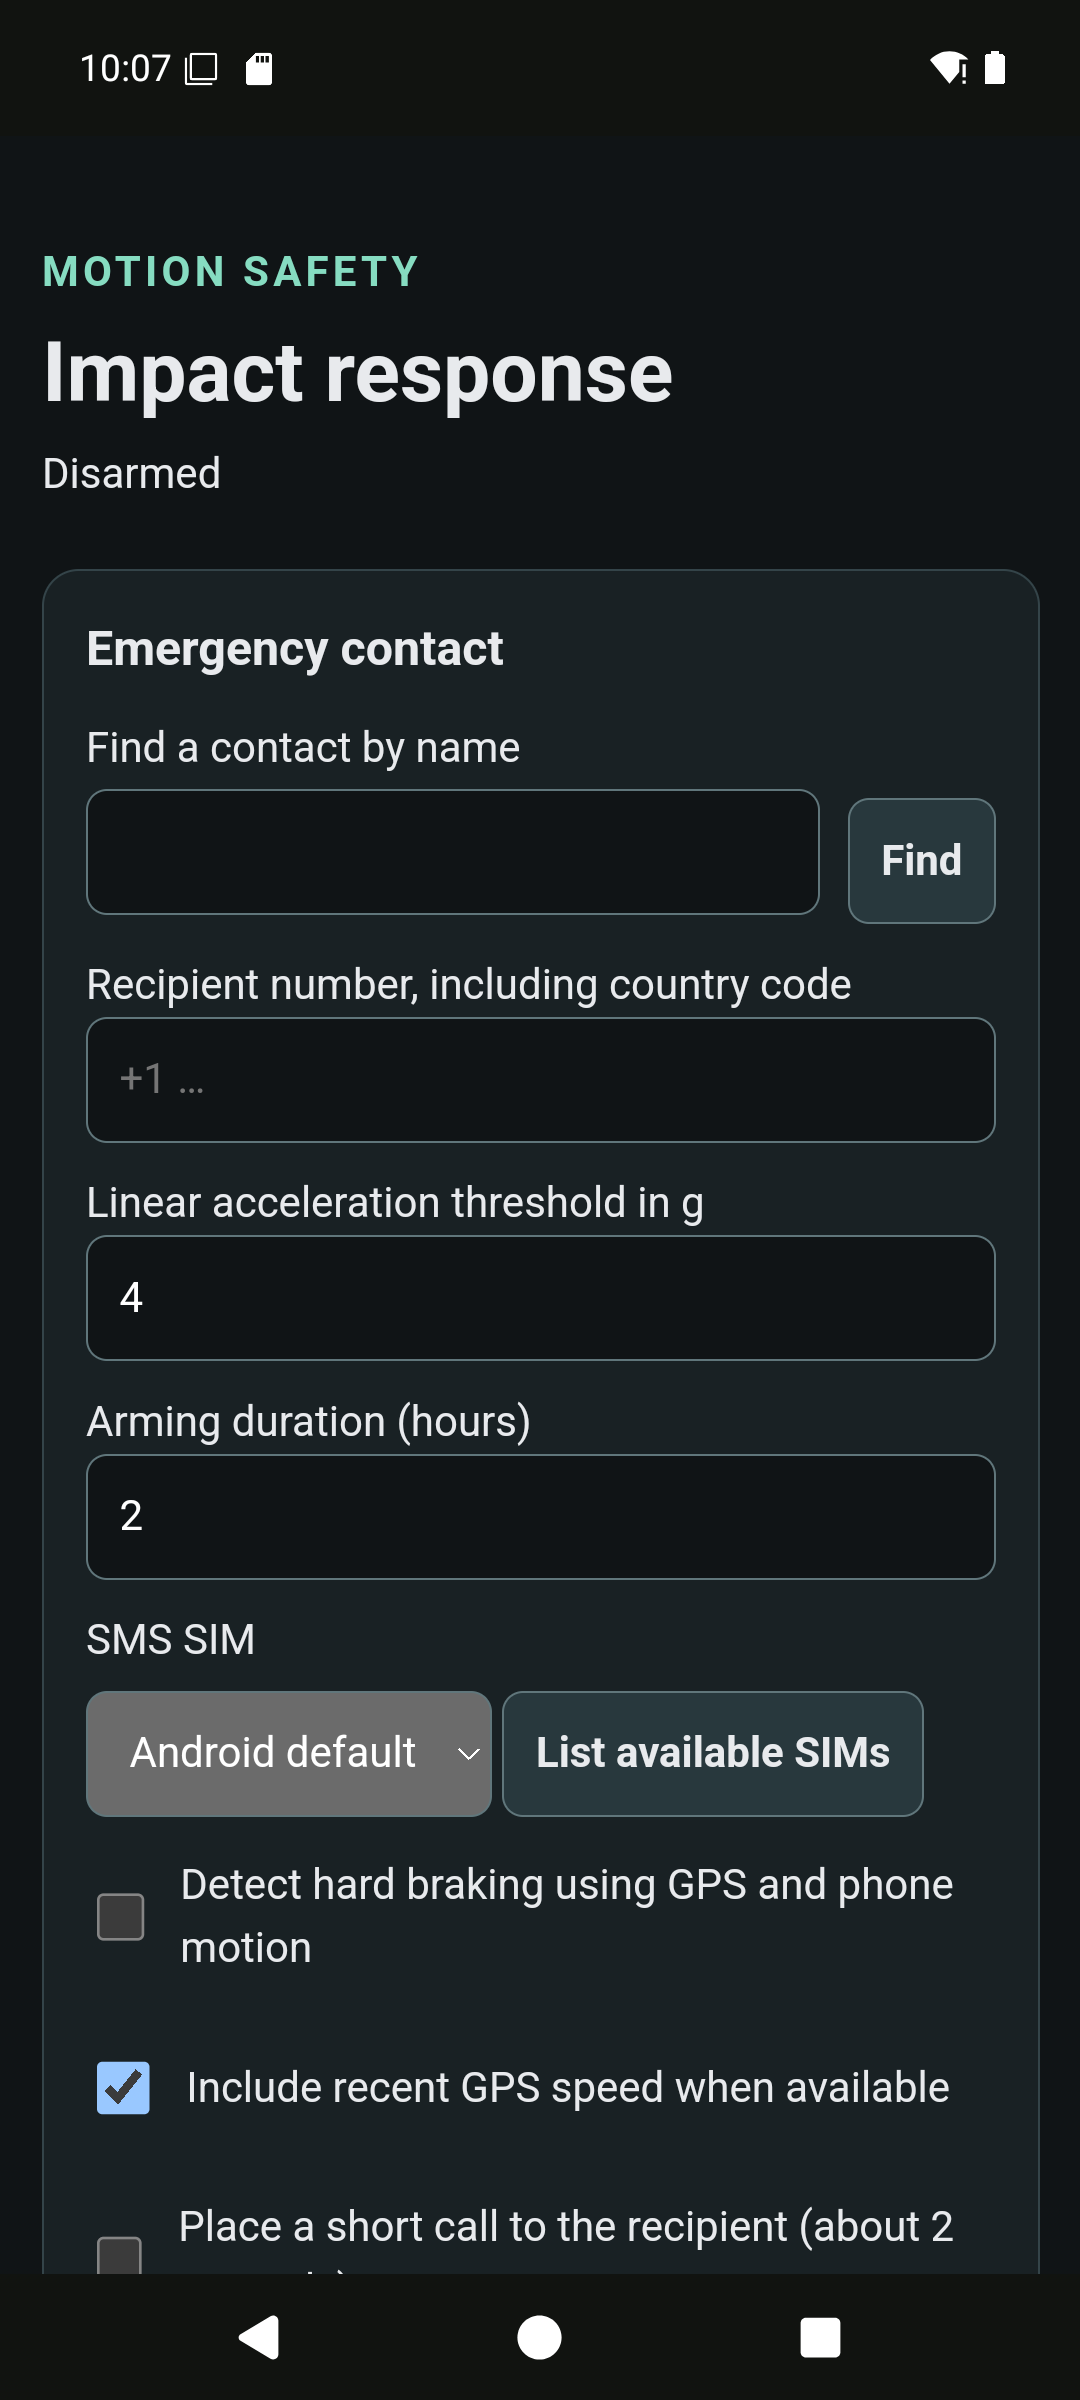 10:07
MOTION SAFETY
Impact response
Disarmed
Emergency contact
Find a contact by name
Find
Recipient number, including country code
+1 …
Linear acceleration threshold in g
4
Arming duration (hours)
2
SMS SIM
Android default
List available SIMs
Detect hard braking using GPS and phone
motion
Include recent GPS speed when available
Place a short call to the recipient (about 2